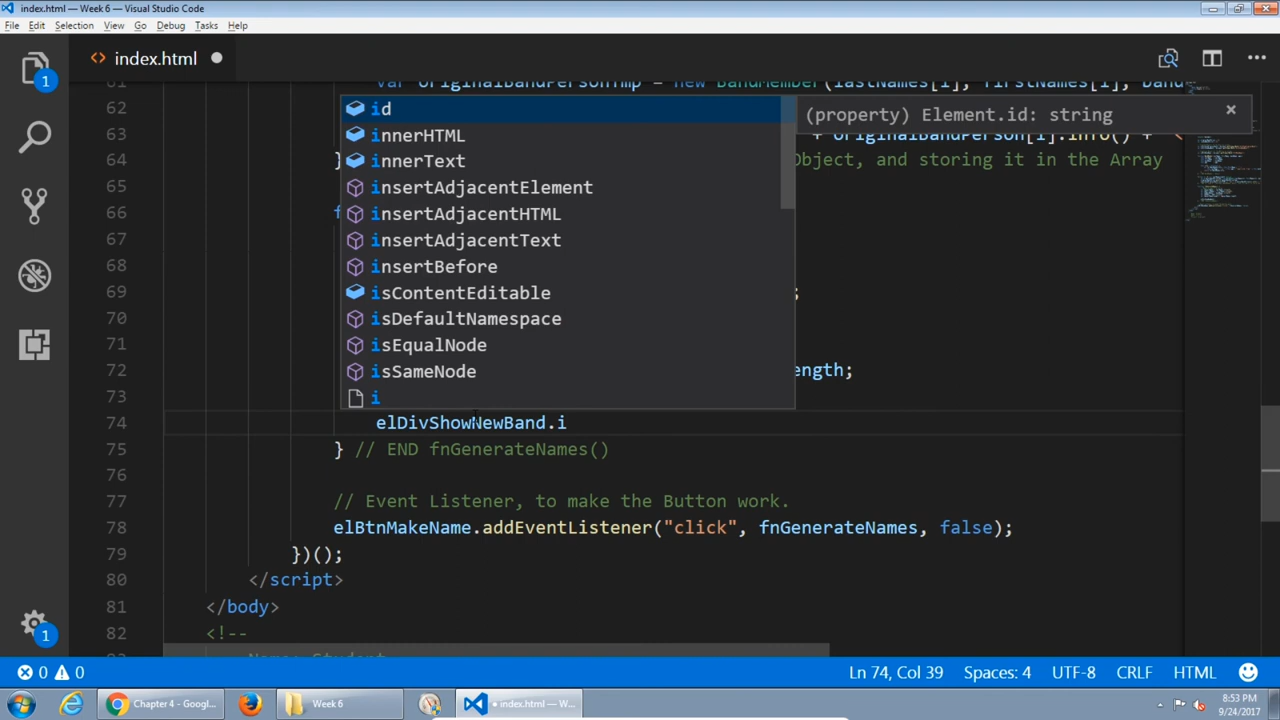 index.html — Week 6 — Visual Studio Code
File Edit Selection View Go Debug Tasks Help
1
<> index.html
61
62
63
64 }
65
66 f
67
68
69 ;
70
71
72 ength;
73
74 elDivShowNewBand.i
75 } // END fnGenerateNames()
76
77 // Event Listener, to make the Button work.
78 elBtnMakeName.addEventListener("click", fnGenerateNames, false);
79 })();
80 </script>
81 </body>
82 <!--
id
innerHTML
innerText
insertAdjacentElement
insertAdjacentHTML
insertAdjacentText
insertBefore
isContentEditable
isDefaultNamespace
isEqualNode
isSameNode
i
(property) Element.id: string
+ originalBandPerson[i].info() +
Object, and storing it in the Array
1
0 0 Ln 74, Col 39 Spaces: 4 UTF-8 CRLF HTML
Chapter 4 - Googl... Week 6 • index.html — W... 8:53 PM
9/24/2017